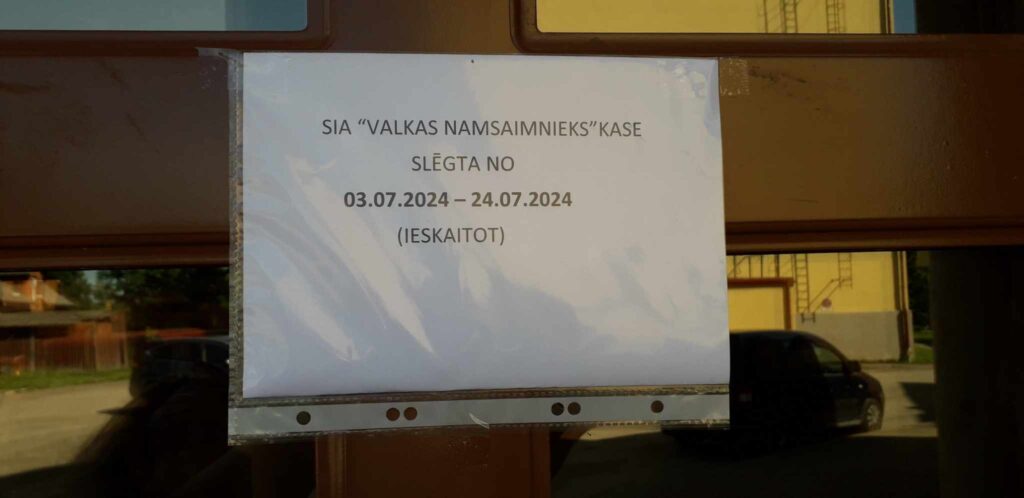 SIA “VALKAS NAMSAIMNIEKS”KASE
SLĒGTA NO
03.07.2024 – 24.07.2024
(IESKAITOT)